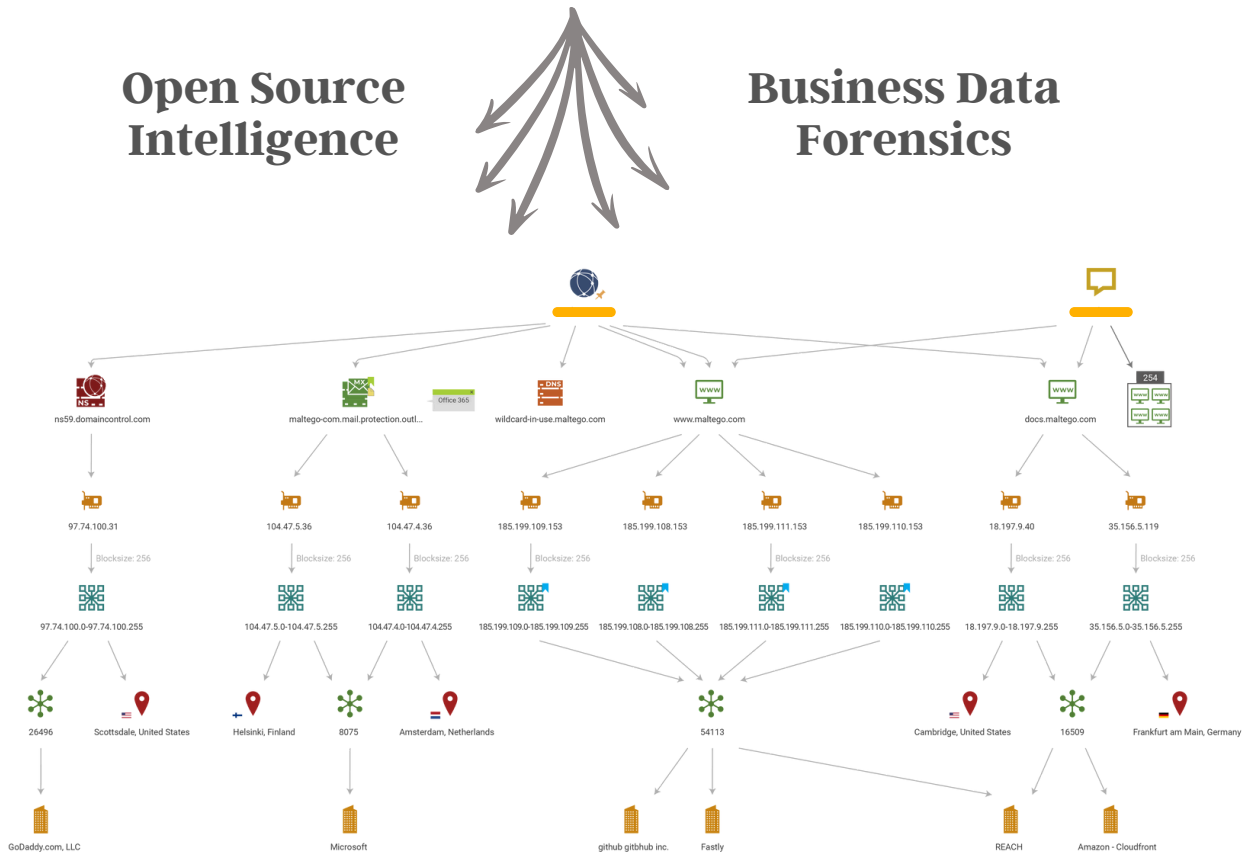 Open Source
Intelligence
Business Data
Forensics
254
MX
Office 365
DNS
www
www
www
www
www
www
NS
ns59.domaincontrol.com
maltego-com.mail.protection.outl...
wildcard-in-use.maltego.com
www.maltego.com
docs.maltego.com
97.74.100.31
104.47.5.36
104.47.4.36
185.199.109.153
185.199.108.153
185.199.111.153
185.199.110.153
18.197.9.40
35.156.5.119
Blocksize: 256
Blocksize: 256
Blocksize: 256
Blocksize: 256
Blocksize: 256
Blocksize: 256
Blocksize: 256
97.74.100.0-97.74.100.255
104.47.5.0-104.47.5.255
104.47.4.0-104.47.4.255
185.199.109.0-185.199.109.255
185.199.108.0-185.199.108.255
185.199.111.0-185.199.111.255
185.199.110.0-185.199.110.255
18.197.9.0-18.197.9.255
35.156.5.0-35.156.5.255
26496
Scottsdale, United States
Helsinki, Finland
8075
Amsterdam, Netherlands
54113
Cambridge, United States
16509
Frankfurt am Main, Germany
GoDaddy.com, LLC
Microsoft
github gitbhub inc.
Fastly
REACH
Amazon - Cloudfront